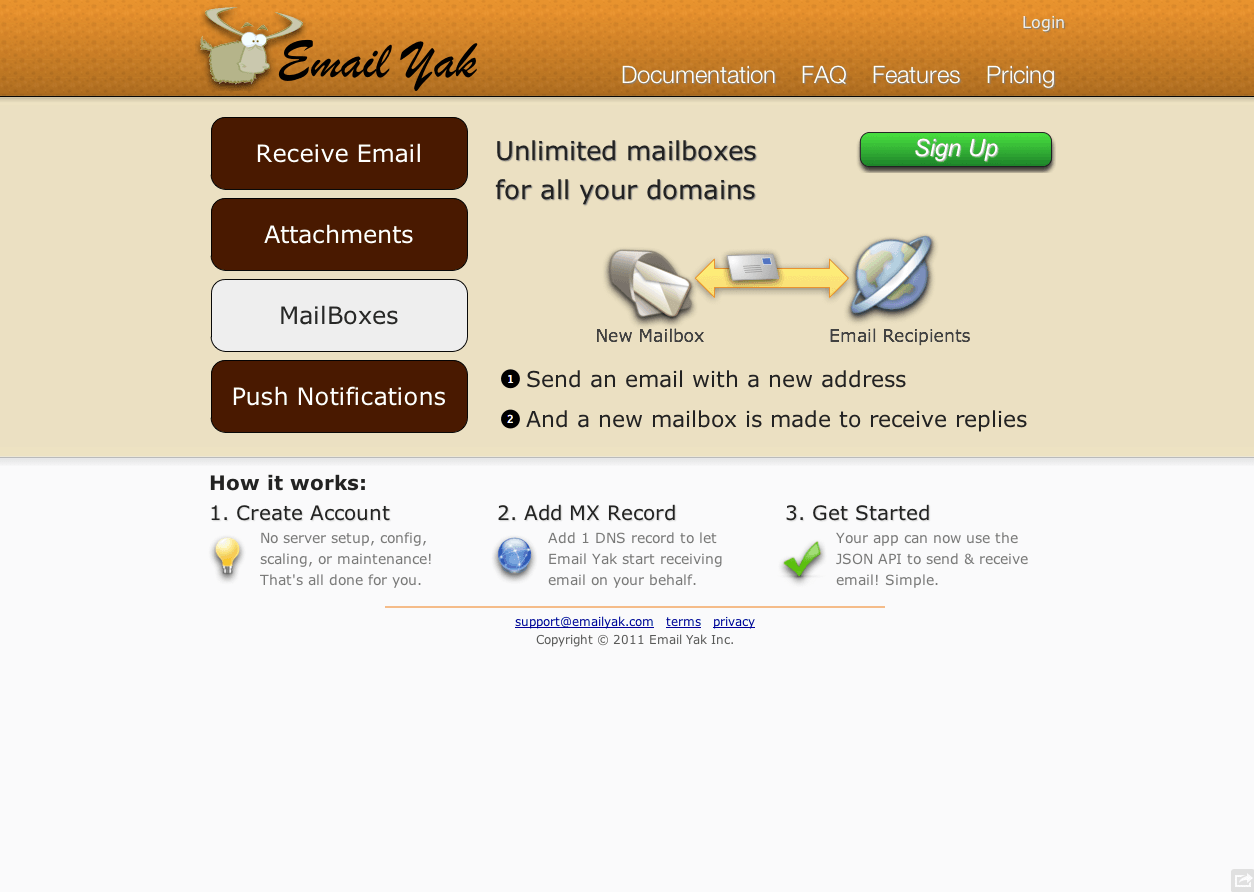 Login
Email Yak
Documentation FAQ Features Pricing
Receive Email
Attachments
MailBoxes
Push Notifications
Unlimited mailboxes
for all your domains
Sign Up
New Mailbox
Email Recipients
1 Send an email with a new address
2 And a new mailbox is made to receive replies
How it works:
1. Create Account
No server setup, config,
scaling, or maintenance!
That's all done for you.
2. Add MX Record
Add 1 DNS record to let
Email Yak start receiving
email on your behalf.
3. Get Started
Your app can now use the
JSON API to send & receive
email! Simple.
support@emailyak.com terms privacy
Copyright © 2011 Email Yak Inc.